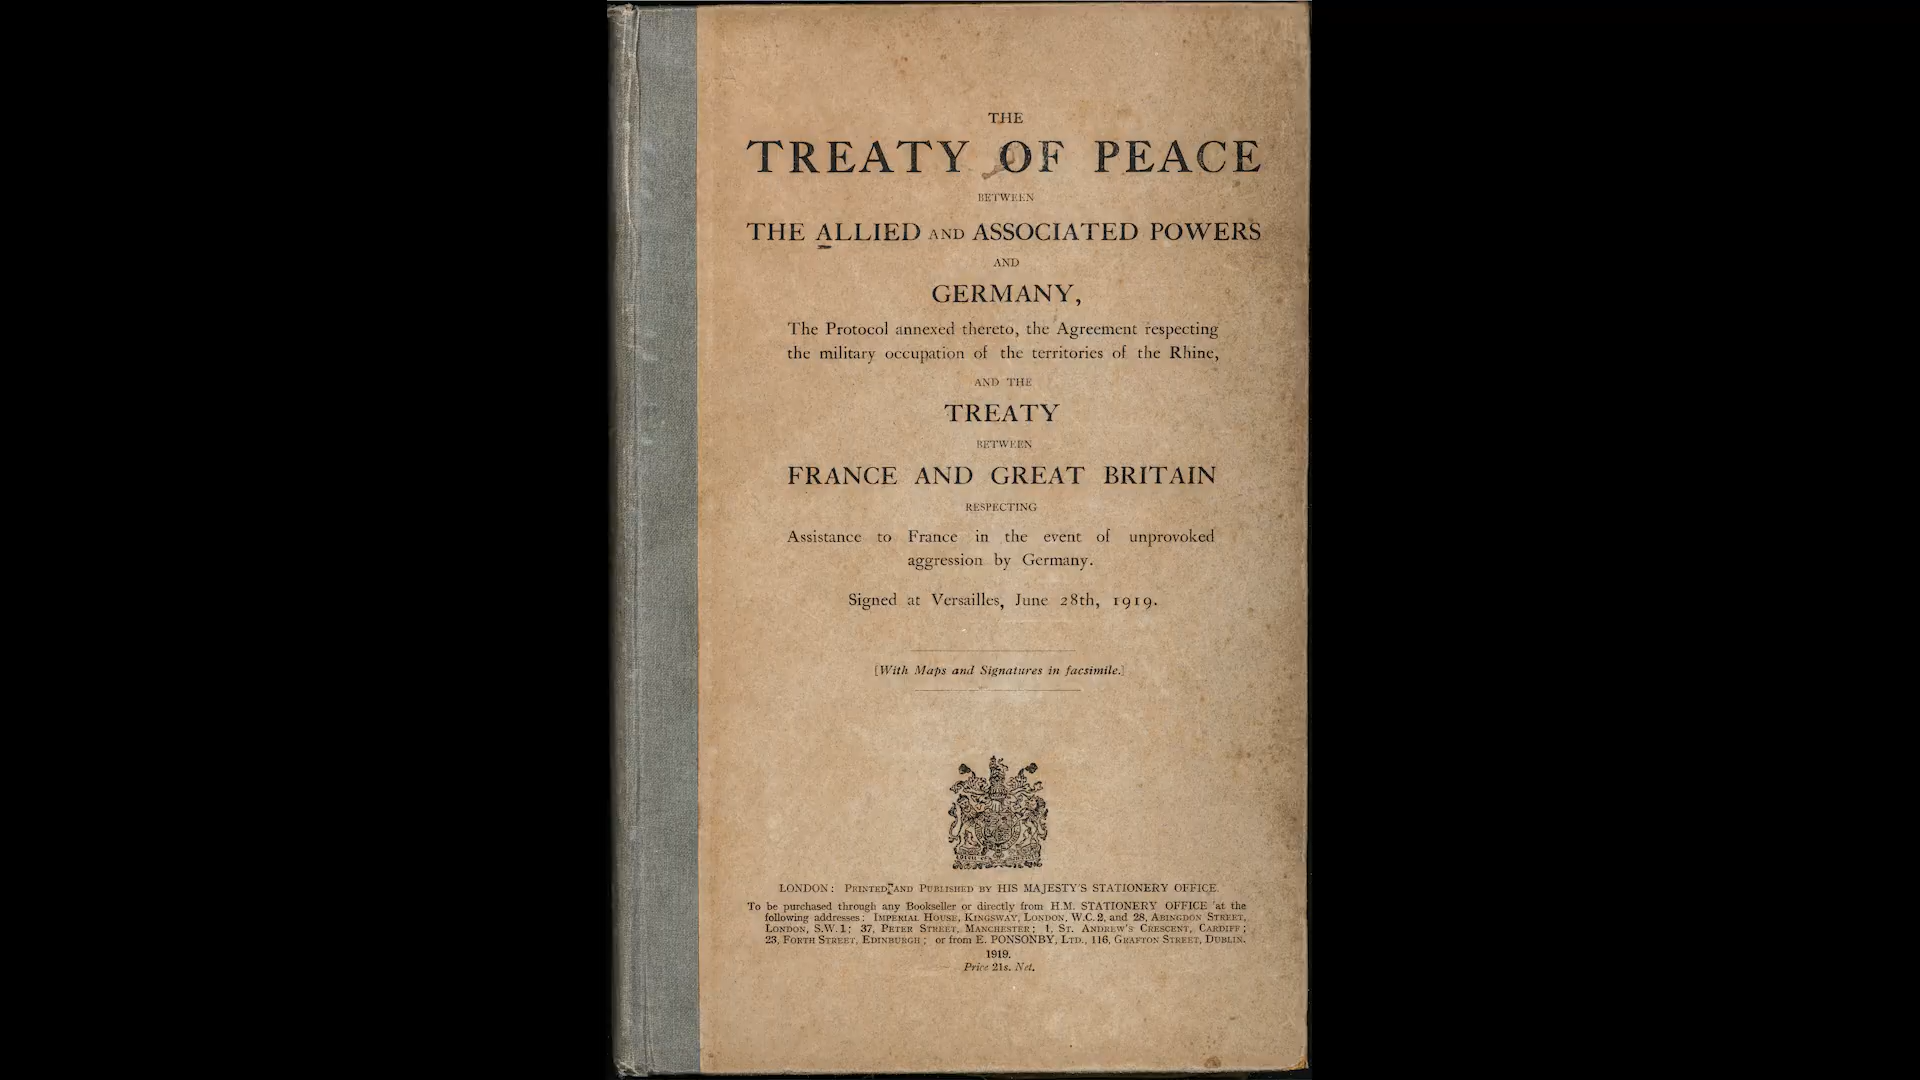 THE
TREATY OF PEACE
BETWEEN
THE ALLIED AND ASSOCIATED POWERS
AND
GERMANY,
The Protocol annexed thereto, the Agreement respecting
the military occupation of the territories of the Rhine,
AND THE
TREATY
BETWEEN
FRANCE AND GREAT BRITAIN
RESPECTING
Assistance to France in the event of unprovoked
aggression by Germany.
Signed at Versailles, June 28th, 1919.
[With Maps and Signatures in facsimile.]
LONDON: PRINTED AND PUBLISHED BY HIS MAJESTY'S STATIONERY OFFICE.
To be purchased through any Bookseller or directly from H.M. STATIONERY OFFICE at the
following addresses: IMPERIAL HOUSE, KINGSWAY, LONDON, W.C. 2, and 28, ABINGDON STREET,
LONDON, S.W. 1; 37, PETER STREET, MANCHESTER; 1, ST. ANDREW'S CRESCENT, CARDIFF;
23, FORTH STREET, EDINBURGH; or from E. PONSONBY, LTD., 116, GRAFTON STREET, DUBLIN.
1919.
Price 21s. Net.